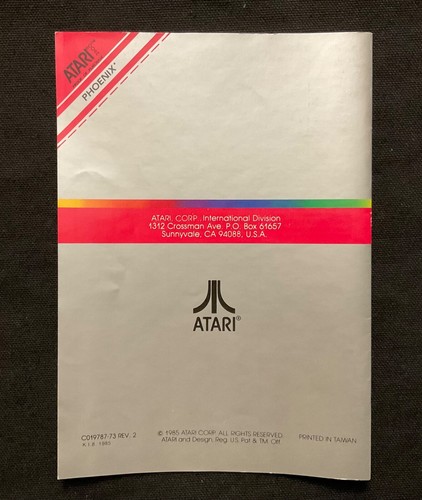 ATARI
PHOENIX*
ATARI, CORP., International Division
1312 Crossman Ave. P.O. Box 61657
Sunnyvale, CA 94088, U.S.A.
ATARI®
C019787-73 REV. 2
© 1985 ATARI CORP. ALL RIGHTS RESERVED
PRINTED IN TAIWAN
ATARI and Design, Reg. U.S. Pat & TM. Off.